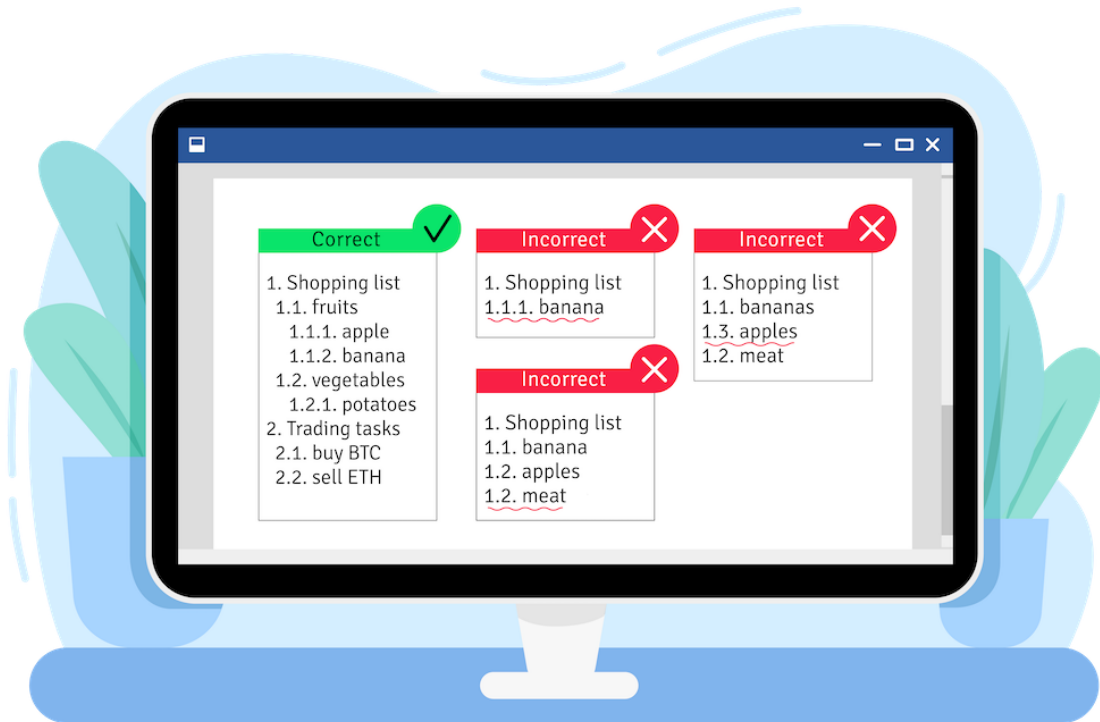 Correct
1. Shopping list
1.1. fruits
1.1.1. apple
1.1.2. banana
1.2. vegetables
1.2.1. potatoes
2. Trading tasks
2.1. buy BTC
2.2. sell ETH
Incorrect
1. Shopping list
1.1.1. banana
Incorrect
1. Shopping list
1.1. banana
1.2. apples
1.2. meat
Incorrect
1. Shopping list
1.1. bananas
1.3. apples
1.2. meat